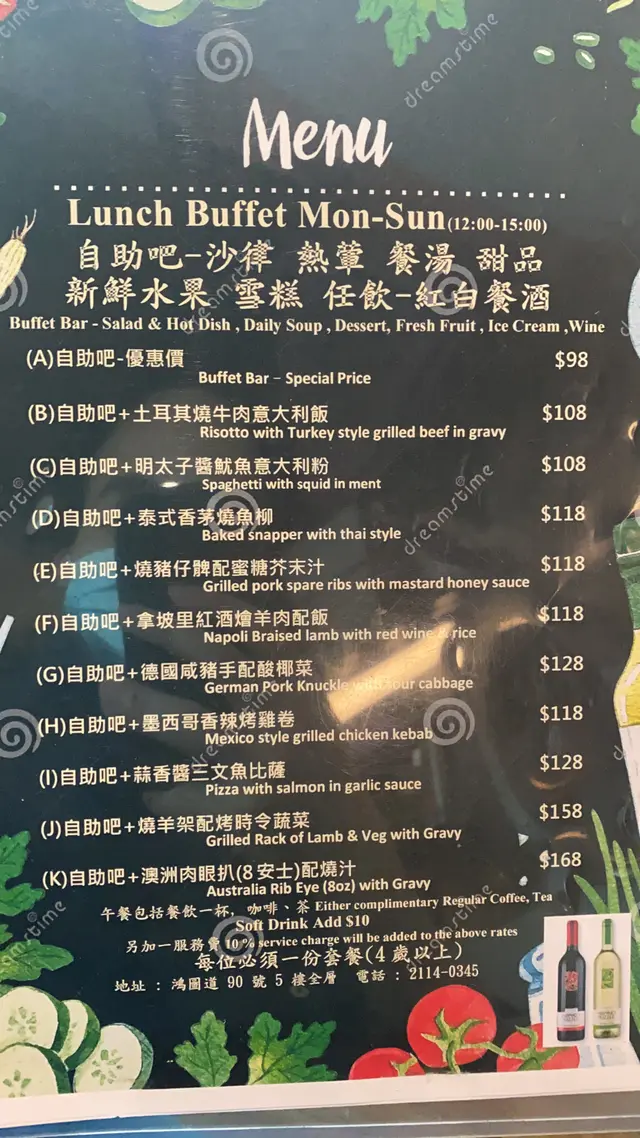 Menu
Lunch Buffet Mon-Sun(12:00-15:00)
自助吧-沙律 熱葷 餐湯 甜品
新鮮水果 雪糕 任飲-紅白餐酒
Buffet Bar - Salad & Hot Dish , Daily Soup , Dessert, Fresh Fruit , Ice Cream ,Wine
(A)自助吧-優惠價 $98
Buffet Bar - Special Price
(B)自助吧+土耳其燒牛肉意大利飯 $108
Risotto with Turkey style grilled beef in gravy
(C)自助吧+明太子醬魷魚意大利粉 $108
Spaghetti with squid in ment
(D)自助吧+泰式香茅燒魚柳 $118
Baked snapper with thai style
(E)自助吧+燒豬仔髀配蜜糖芥末汁 $118
Grilled pork spare ribs with mastard honey sauce
(F)自助吧+拿坡里紅酒燴羊肉配飯 $118
Napoli Braised lamb with red wine & rice
(G)自助吧+德國咸豬手配酸椰菜 $128
German Pork Knuckle with sour cabbage
(H)自助吧+墨西哥香辣烤雞卷 $118
Mexico style grilled chicken kebab
(I)自助吧+蒜香醬三文魚比薩 $128
Pizza with salmon in garlic sauce
(J)自助吧+燒羊架配烤時令蔬菜 $158
Grilled Rack of Lamb & Veg with Gravy
(K)自助吧+澳洲肉眼扒(8安士)配燒汁 $168
Australia Rib Eye (8oz) with Gravy
午餐包括餐飲一杯，咖啡、茶 Either complimentary Regular Coffee, Tea
Soft Drink Add $10
另加一服務費 10 % service charge will be added to the above rates
每位必須一份套餐(4 歲以上)
地址 : 鴻圖道 90 號 5 樓全層 電話 : 2114-0345
dreamstime
dreamstime
dreamstime
dreamstime
dreamstime
dreamstime